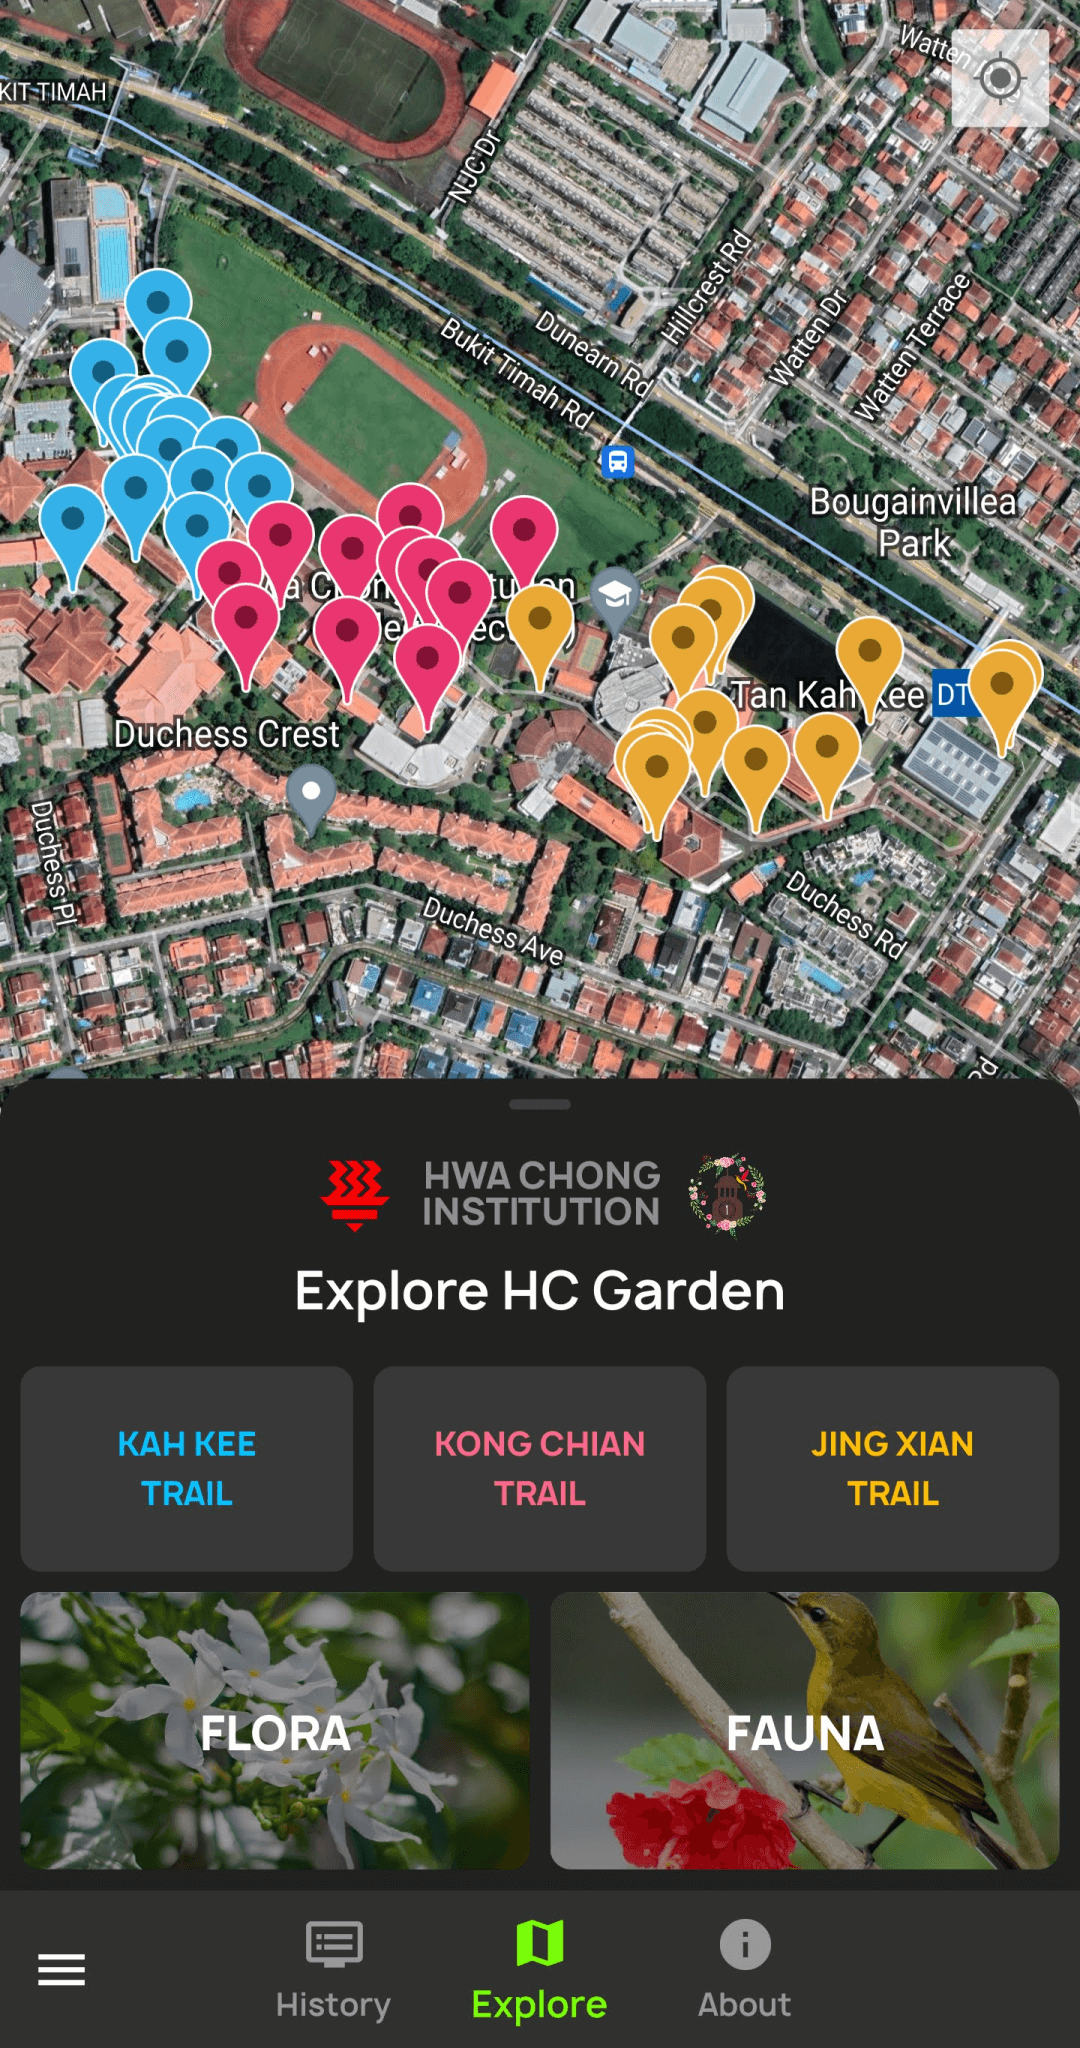 Watten
KIT TIMAH
NJC Dr
Hillcrest Rd
Watten Dr
Watten Terrace
Dunearn Rd
Bukit Timah Rd
Bougainvillea
Park
Tan Kah Kee
DT
Duchess Crest
Duchess Pl
Duchess Ave
Duchess Rd
Rd
HWA CHONG
INSTITUTION
Explore HC Garden
KAH KEE
TRAIL
KONG CHIAN
TRAIL
JING XIAN
TRAIL
FLORA
FAUNA
History
Explore
About